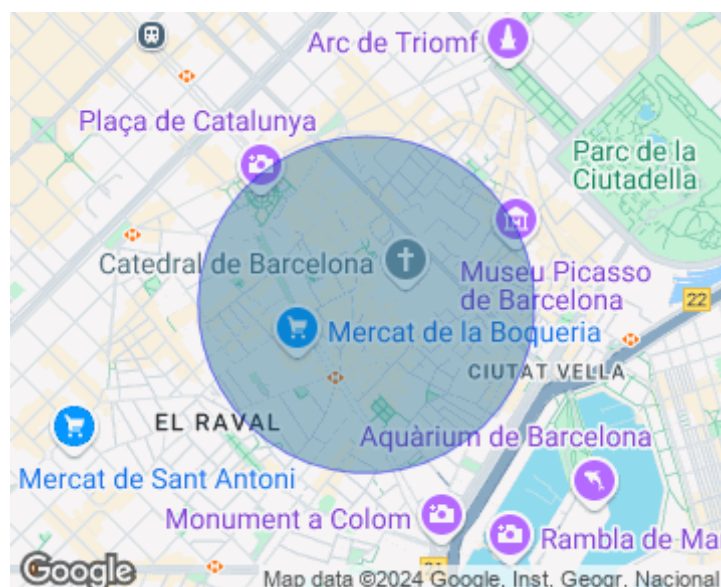 Arc de Triomf
Plaça de Catalunya
Parc de la
Ciutadella
Catedral de Barcelona
Museu Picasso
de Barcelona
22
Mercat de la Boqueria
CIUTAT VELLA
EL RAVAL
Aquàrium de Barcelona
Mercat de Sant Antoni
Monument a Colom
Rambla de Ma
Google
Map data ©2024 Google, Inst. Geogr. Nacional